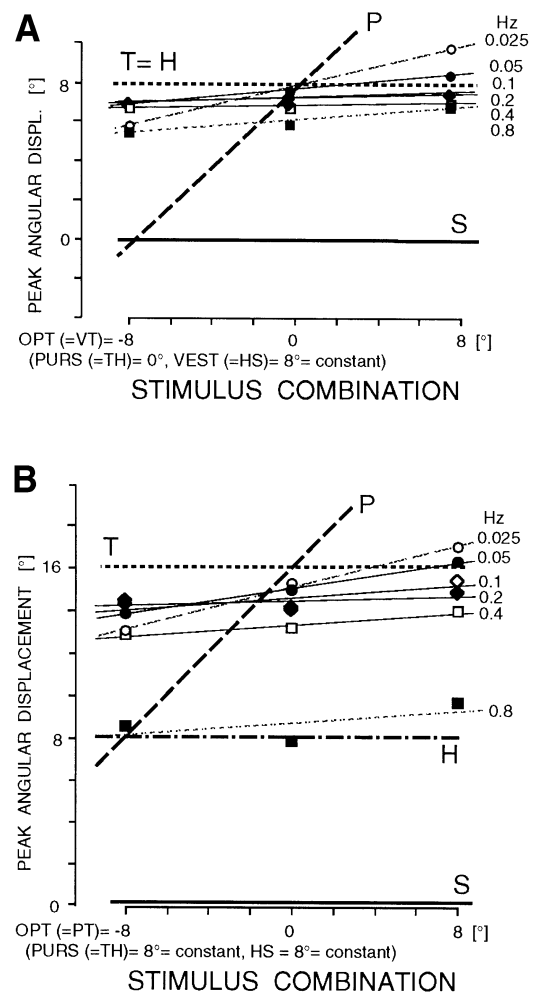 A
P
Hz
0.025
T= H
0.05
8
0.1
0.2
0.4
0.8
S
0
PEAK ANGULAR DISPL. [°]
OPT (=VT)= -8 0 8 [°]
(PURS (=TH)= 0°, VEST (=HS)= 8°= constant)
STIMULUS COMBINATION
B
P
Hz
T
0.025
16
0.05
0.1
0.2
0.4
0.8
8
H
S
0
PEAK ANGULAR DISPLACEMENT [°]
OPT (=PT)= -8 0 8 [°]
(PURS (=TH)= 8°= constant, HS = 8°= constant)
STIMULUS COMBINATION